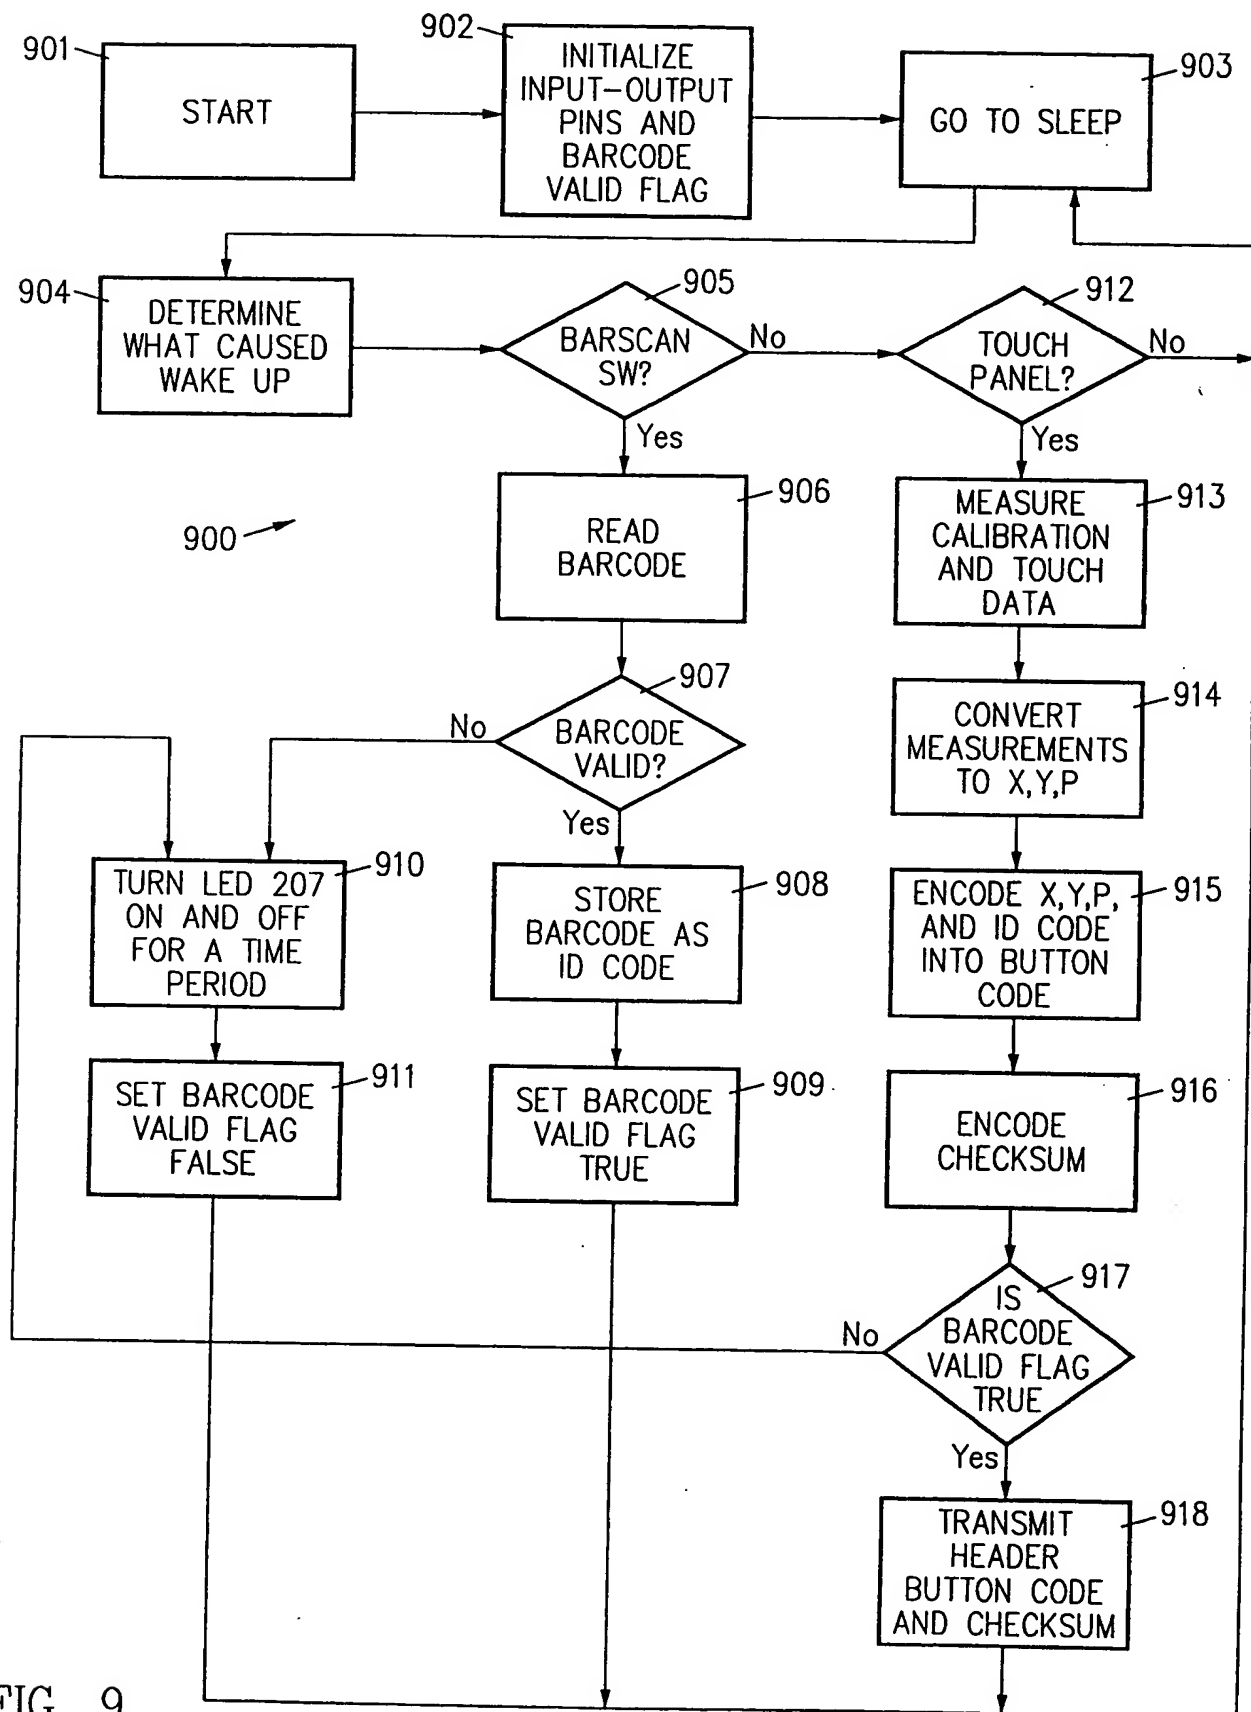 901
START
902
INITIALIZE
INPUT-OUTPUT
PINS AND
BARCODE
VALID FLAG
903
GO TO SLEEP
904
DETERMINE
WHAT CAUSED
WAKE UP
905
BARSCAN
SW?
No
Yes
912
TOUCH
PANEL?
No
Yes
900
906
READ
BARCODE
913
MEASURE
CALIBRATION
AND TOUCH
DATA
907
BARCODE
VALID?
No
Yes
914
CONVERT
MEASUREMENTS
TO X,Y,P
910
TURN LED 207
ON AND OFF
FOR A TIME
PERIOD
908
STORE
BARCODE AS
ID CODE
915
ENCODE X,Y,P,
AND ID CODE
INTO BUTTON
CODE
911
SET BARCODE
VALID FLAG
FALSE
909
SET BARCODE
VALID FLAG
TRUE
916
ENCODE
CHECKSUM
917
IS
BARCODE
VALID FLAG
TRUE
No
Yes
918
TRANSMIT
HEADER
BUTTON CODE
AND CHECKSUM
FIG. 9